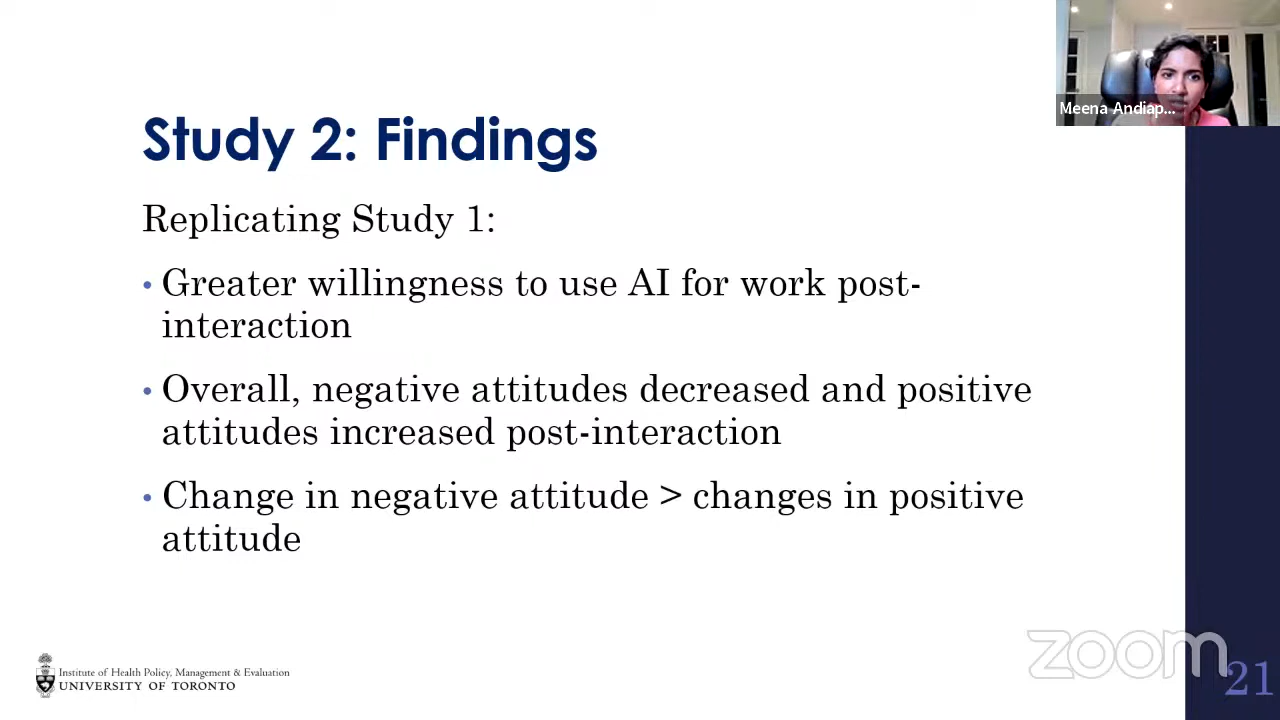 Meena Andiap...
Study 2: Findings
Replicating Study 1:
• Greater willingness to use AI for work post-
interaction
• Overall, negative attitudes decreased and positive
attitudes increased post-interaction
• Change in negative attitude > changes in positive
attitude
Institute of Health Policy, Management & Evaluation
UNIVERSITY OF TORONTO
zoom
21